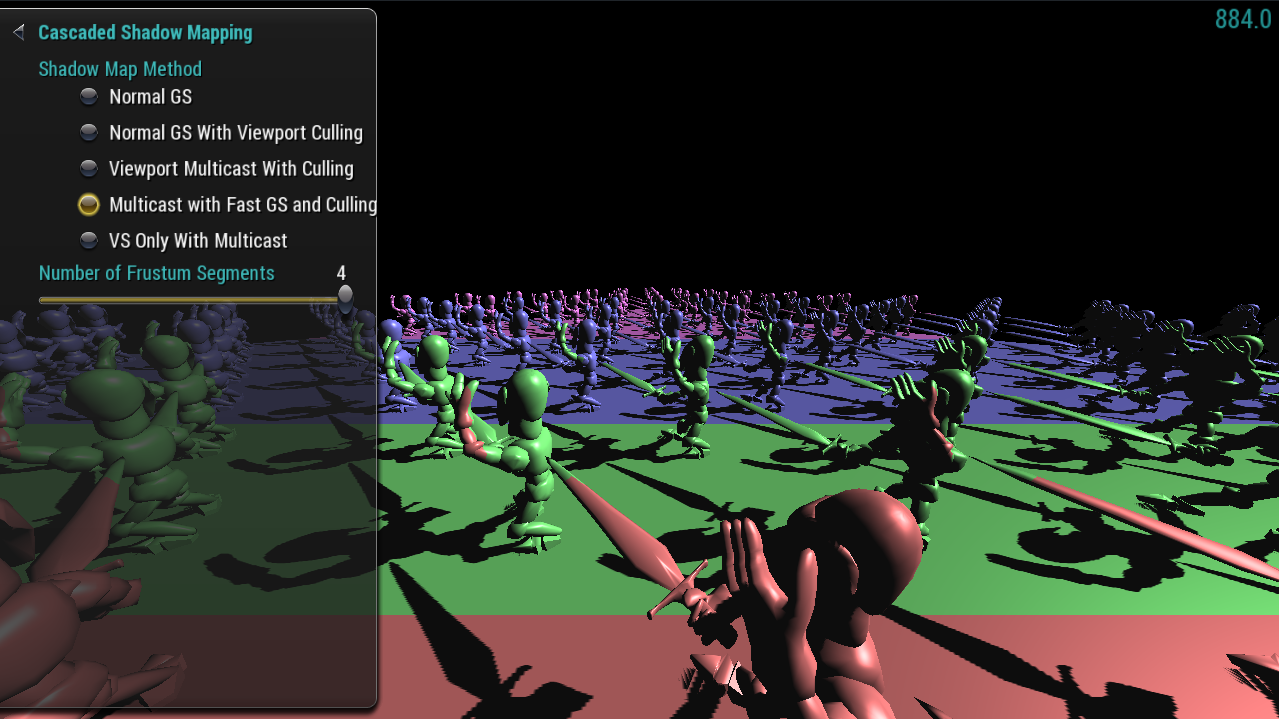 Cascaded Shadow Mapping
884.0
Shadow Map Method
Normal GS
Normal GS With Viewport Culling
Viewport Multicast With Culling
Multicast with Fast GS and Culling
VS Only With Multicast
Number of Frustum Segments 4